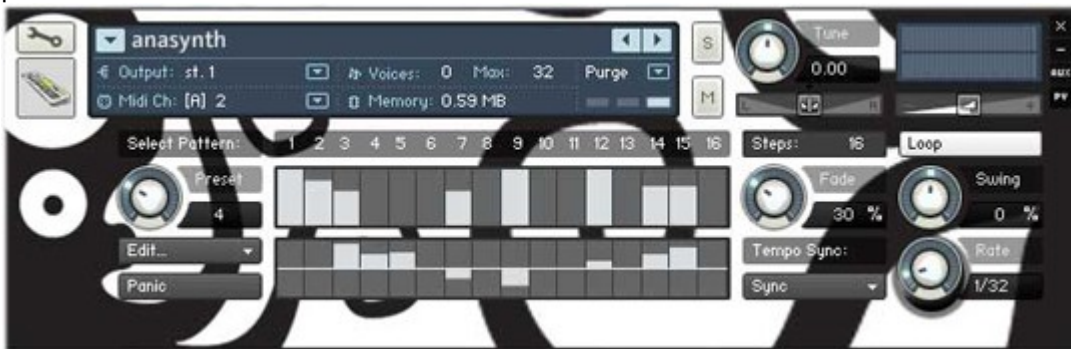 anasynth
S
Tune
Output: st.1
Voices: 0 Max: 32
Purge
0.00
Midi Ch: [A] 2
Memory: 0.59 MB
M
L
R
-
+
×
-
AUX
PV
Select Pattern:
1 2 3 4 5 6 7 8 9 10 11 12 13 14 15 16
Steps: 16
Loop
Preset
4
Fade
30 %
Swing
0 %
Edit...
Tempo Sync:
Rate
Panic
Sync
1/32